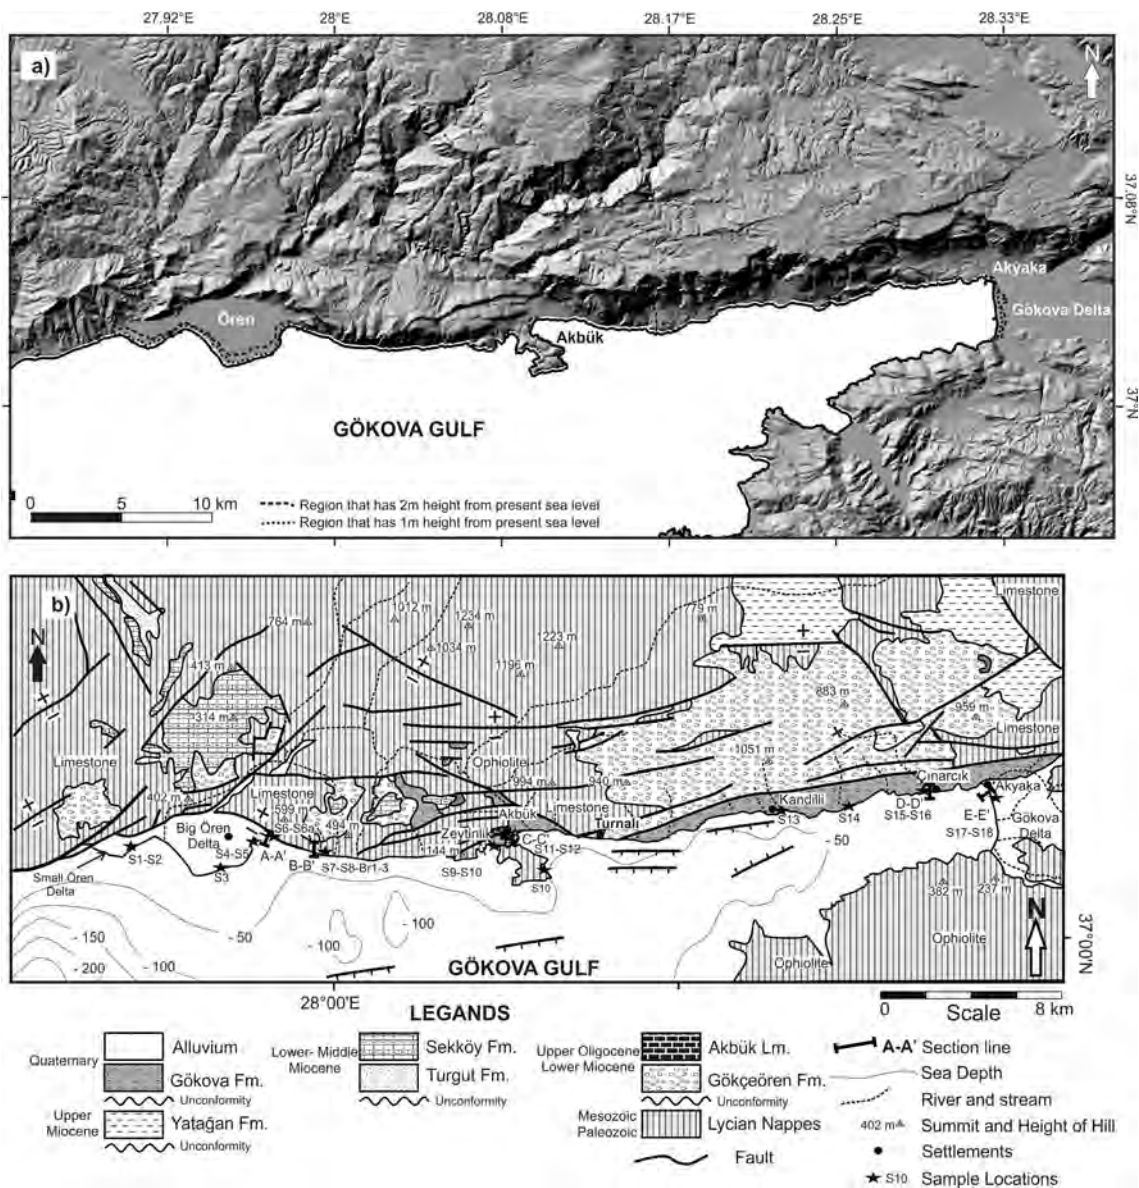 27.92 28°E 28.08 28.17°E 28.25 28.33°E
a)
N
37.08°N
Akyaka
Ören
Gökova Delta
Akbük
37°N
GÖKOVA GULF
0 5 10 km
Region that has 2m height from present sea level
Region that has 1m height from present sea level
b)
N
Limestone
764 m
1012 m
1234 m
79 m
1034 m
1223 m
413 m
1196 m
314 m
883 m
959 m
Limestone
Limestone
Ophiolite
1051 m
402 m
Limestone
994 m
940 m
Çınarcık
599 m
Akbük
Limestone
Kandilli
Akyaka
Big Ören
Delta
S6-S6a
494 m
Zeytinlik
Turnalı
S13
S14
D-D'
S15-S16
E-E'
S17-S18
Gökova
Delta
S1-S2
S4-S5
A-A'
B-B'
S7-S8-Br1-3
144 m
C-C'
S11-S12
Small Ören
Delta
S3
S9-S10
S10
- 50
382 m
237 m
- 50
- 100
- 100
- 150
- 200
- 100
N
37°00'N
Ophiolite
Ophiolite
GÖKOVA GULF
28°00'E
0 8 km
Scale
LEGANDS
Quaternary
Alluvium
Gökova Fm.
Unconformity
Upper
Miocene
Yatağan Fm.
Unconformity
Lower- Middle
Miocene
Sekköy Fm.
Turgut Fm.
Unconformity
Upper Oligocene
Lower Miocene
Akbük Lm.
Gökçeören Fm.
Unconformity
Mesozoic
Paleozoic
Lycian Nappes
Fault
A-A' Section line
Sea Depth
River and stream
402 m Summit and Height of Hill
Settlements
S10 Sample Locations